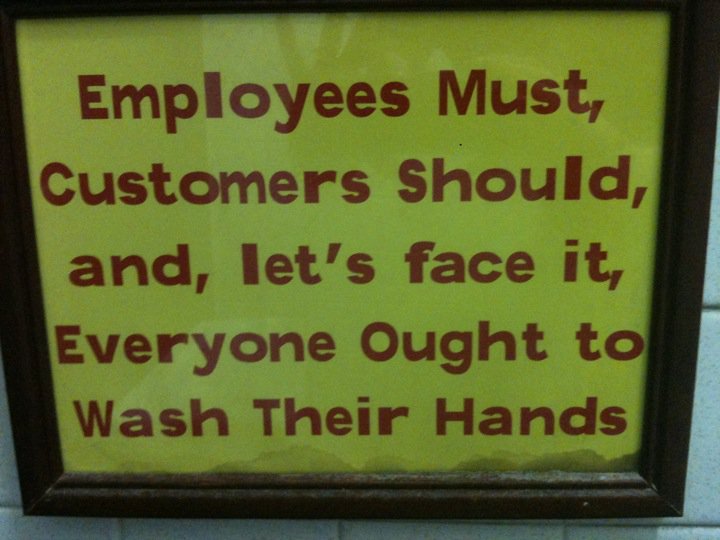 Employees Must,
Customers Should,
and, let's face it,
Everyone Ought to
Wash Their Hands